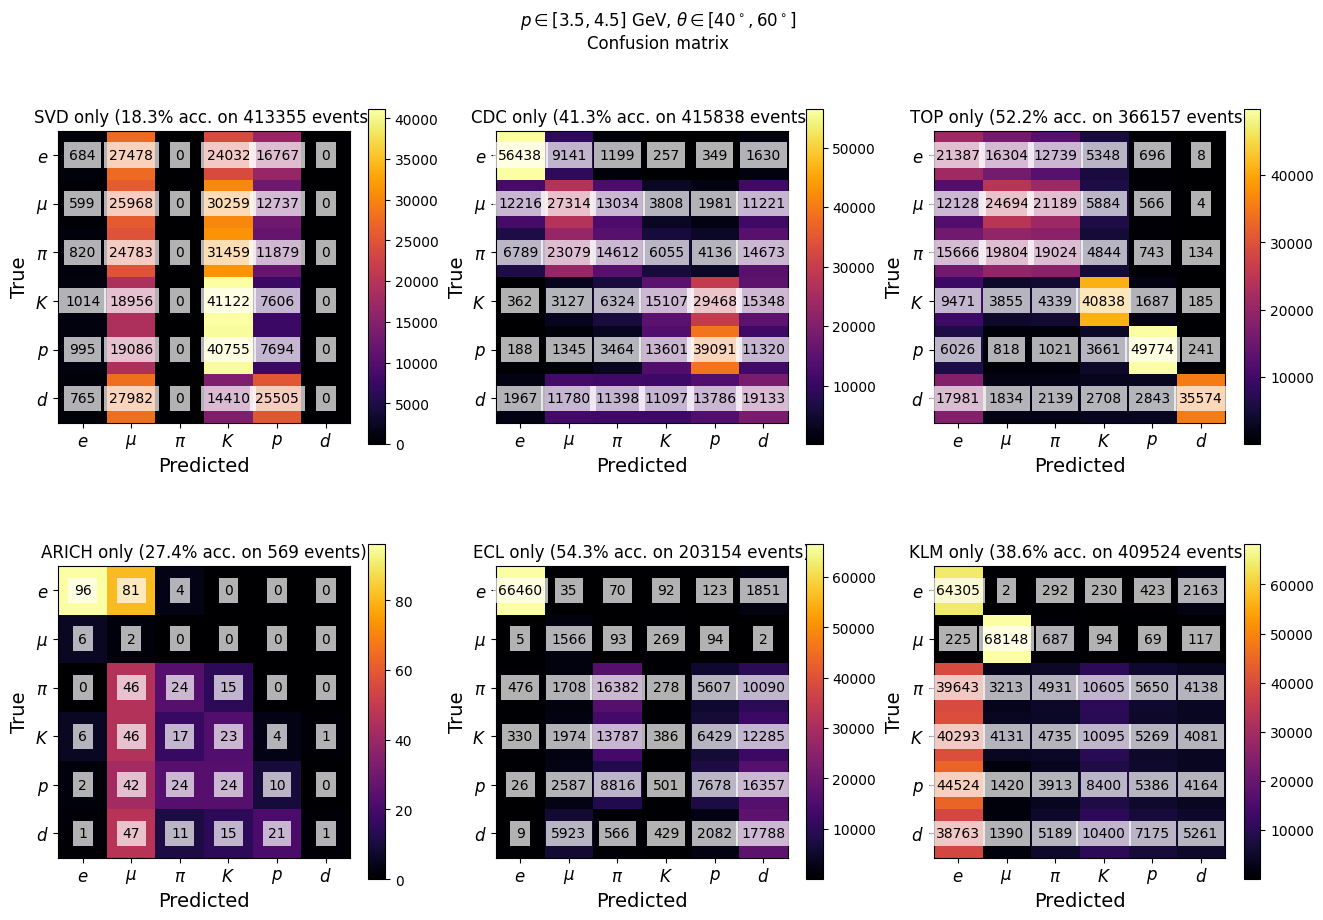 p ∈ [3.5, 4.5] GeV, θ ∈ [40°, 60°]
Confusion matrix
SVD only (18.3% acc. on 413355 events
True
e 684 27478 0 24032 16767 0
μ 599 25968 0 30259 12737 0
π 820 24783 0 31459 11879 0
K 1014 18956 0 41122 7606 0
p 995 19086 0 40755 7694 0
d 765 27982 0 14410 25505 0
e μ π K p d
Predicted
40000
35000
30000
25000
20000
15000
10000
5000
0
CDC only (41.3% acc. on 415838 events
True
e 56438 9141 1199 257 349 1630
μ 12216 27314 13034 3808 1981 11221
π 6789 23079 14612 6055 4136 14673
K 362 3127 6324 15107 29468 15348
p 188 1345 3464 13601 39091 11320
d 1967 11780 11398 11097 13786 19133
e μ π K p d
Predicted
50000
40000
30000
20000
10000
TOP only (52.2% acc. on 366157 events
True
e 21387 16304 12739 5348 696 8
μ 12128 24694 21189 5884 566 4
π 15666 19804 19024 4844 743 134
K 9471 3855 4339 40838 1687 185
p 6026 818 1021 3661 49774 241
d 17981 1834 2139 2708 2843 35574
e μ π K p d
Predicted
40000
30000
20000
10000
ARICH only (27.4% acc. on 569 events)
True
e 96 81 4 0 0 0
μ 6 2 0 0 0 0
π 0 46 24 15 0 0
K 6 46 17 23 4 1
p 2 42 24 24 10 0
d 1 47 11 15 21 1
e μ π K p d
Predicted
80
60
40
20
0
ECL only (54.3% acc. on 203154 events
True
e 66460 35 70 92 123 1851
μ 5 1566 93 269 94 2
π 476 1708 16382 278 5607 10090
K 330 1974 13787 386 6429 12285
p 26 2587 8816 501 7678 16357
d 9 5923 566 429 2082 17788
e μ π K p d
Predicted
60000
50000
40000
30000
20000
10000
KLM only (38.6% acc. on 409524 events
True
e 64305 2 292 230 423 2163
μ 225 68148 687 94 69 117
π 39643 3213 4931 10605 5650 4138
K 40293 4131 4735 10095 5269 4081
p 44524 1420 3913 8400 5386 4164
d 38763 1390 5189 10400 7175 5261
e μ π K p d
Predicted
60000
50000
40000
30000
20000
10000